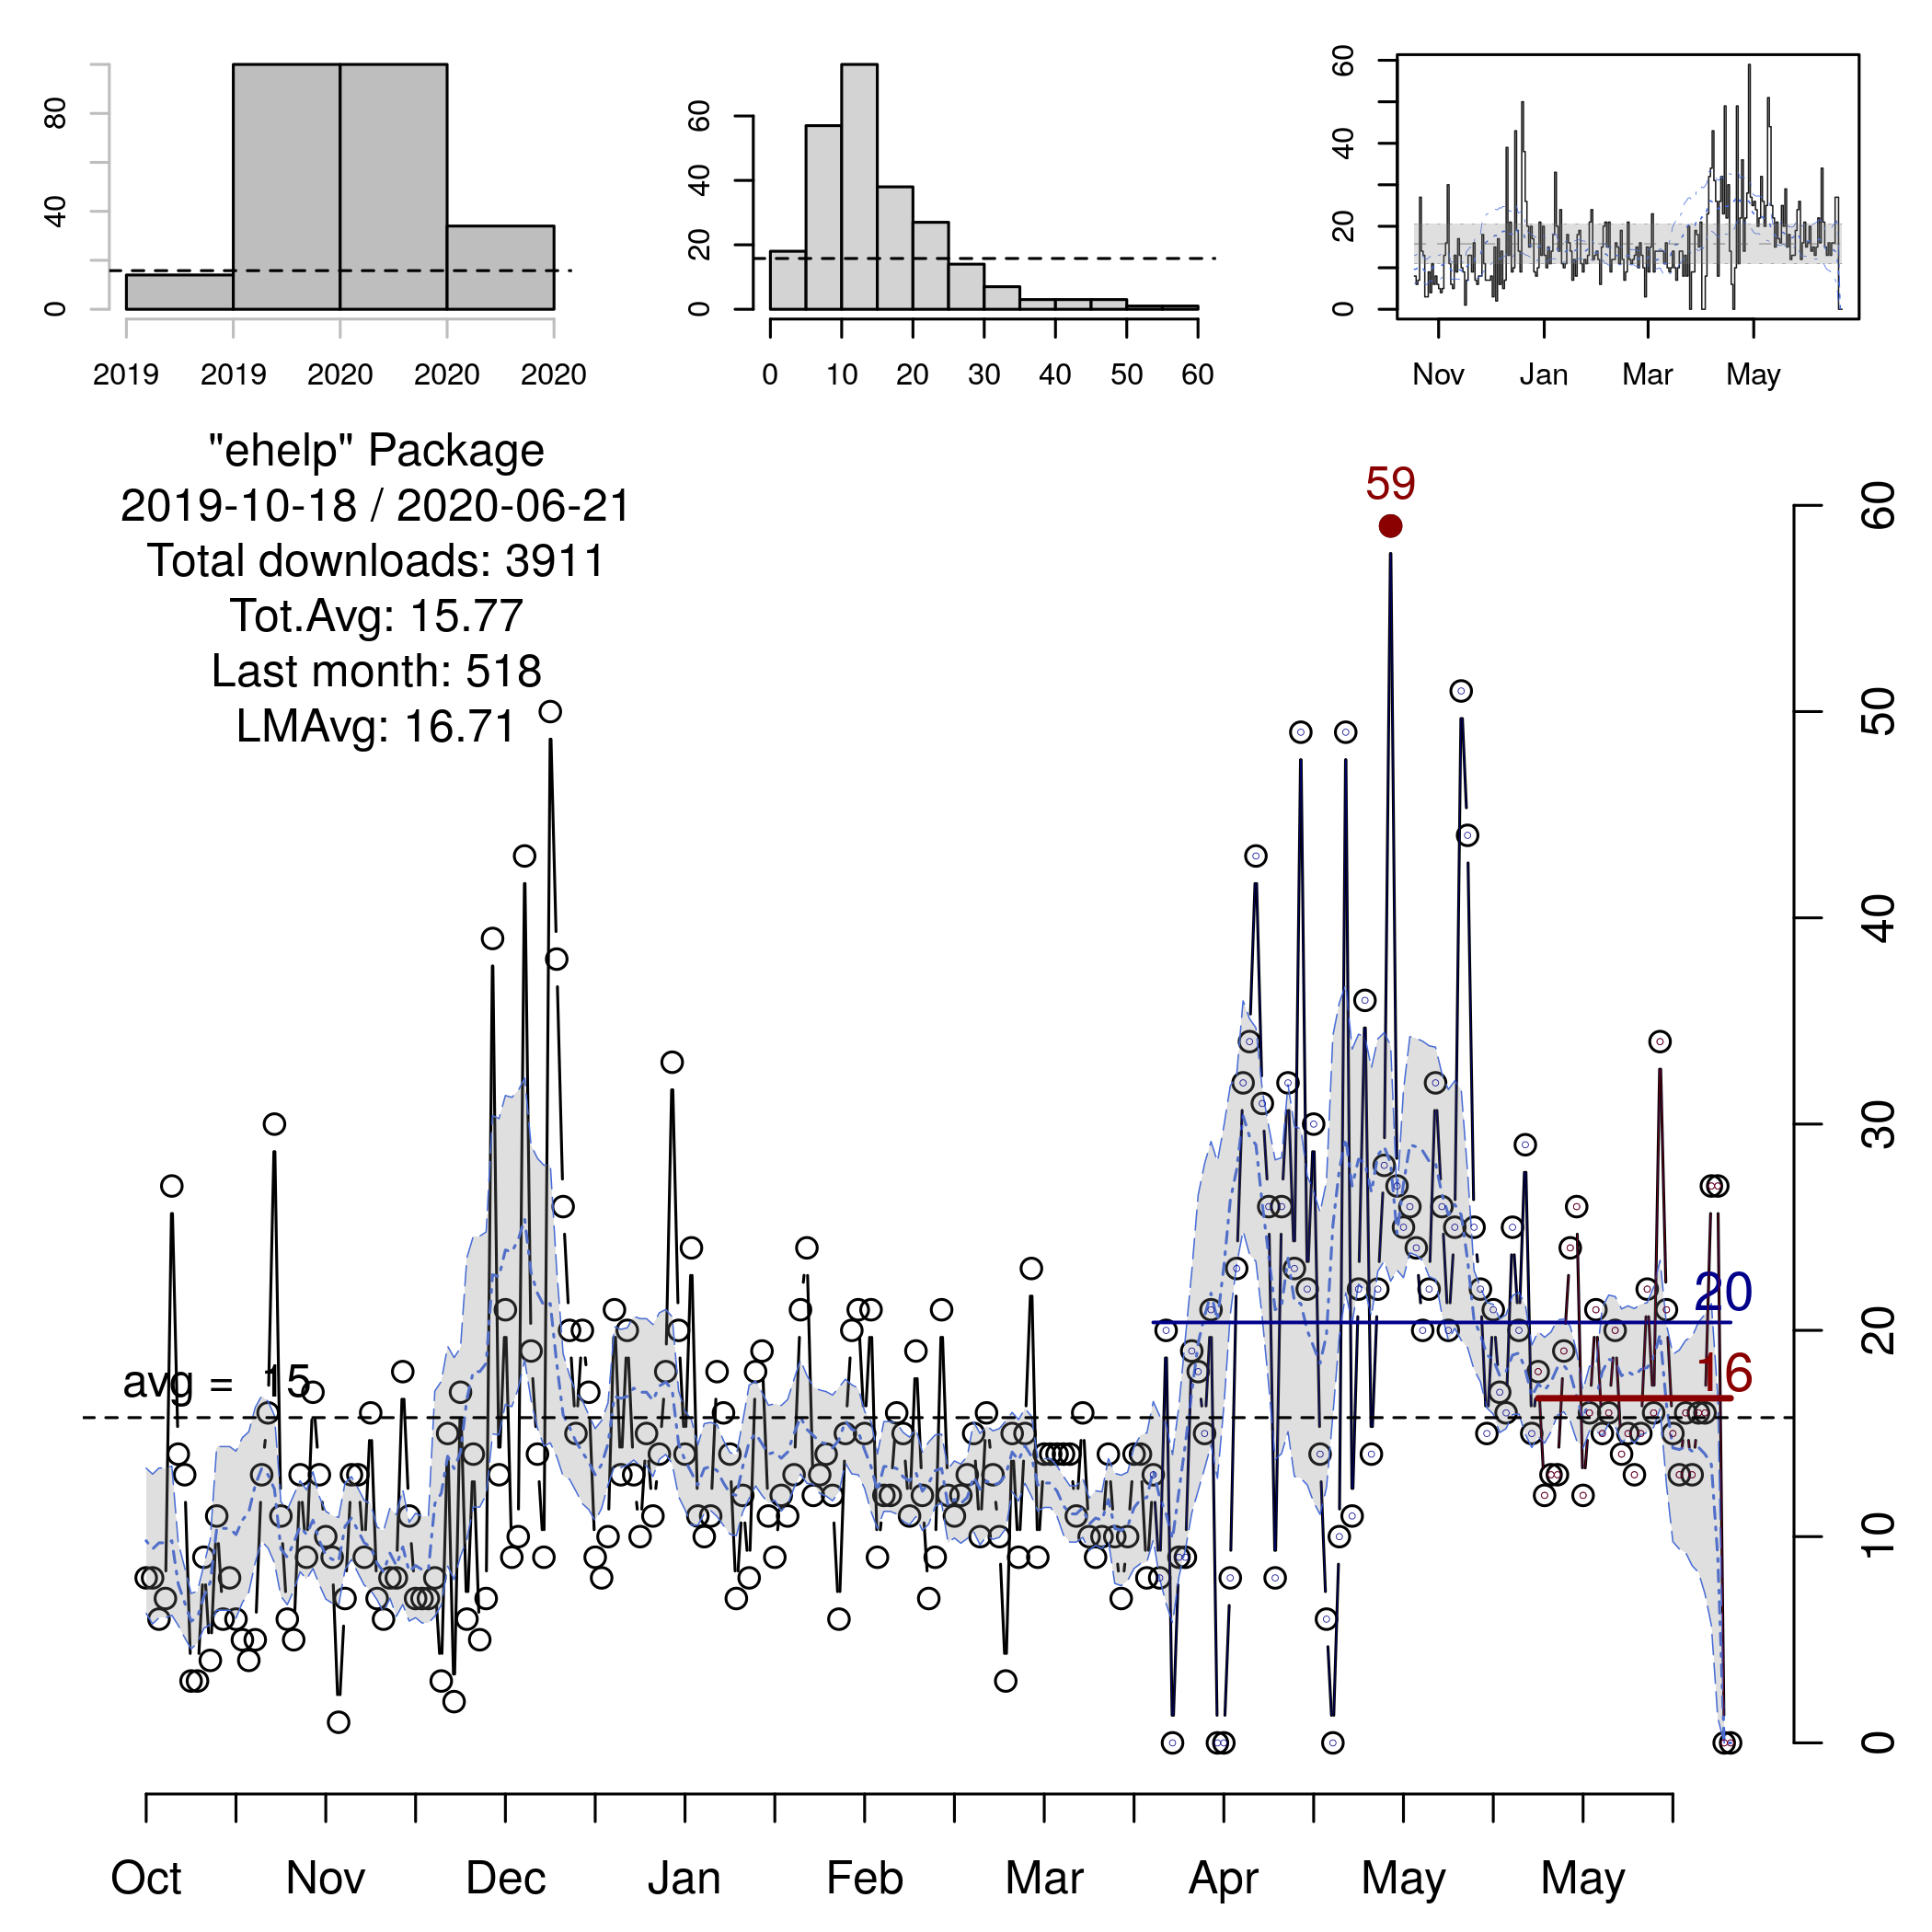 80
40
0
2019 2019 2020 2020 2020
60
40
20
0
0 10 20 30 40 50 60
60
40
20
0
Nov Jan Mar May
"ehelp" Package
2019-10-18 / 2020-06-21
Total downloads: 3911
Tot.Avg: 15.77
Last month: 518
LMAvg: 16.71
59
avg = 15
20
16
60
50
40
30
20
10
0
Oct Nov Dec Jan Feb Mar Apr May May